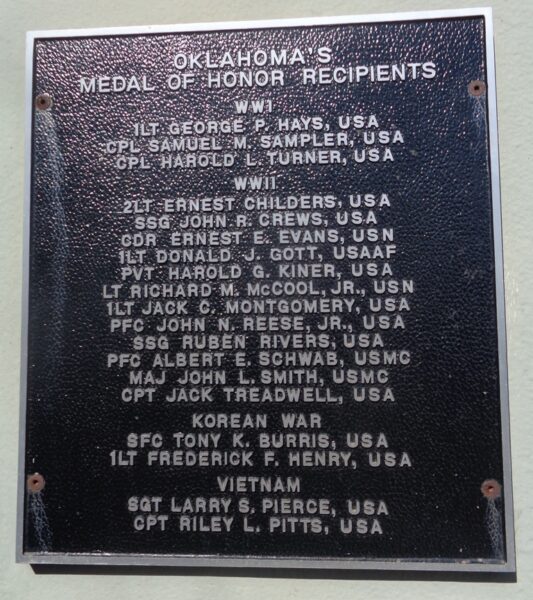 OKLAHOMA'S
MEDAL OF HONOR RECIPIENTS
WWI
1LT GEORGE P. HAYS, USA
CPL SAMUEL M. SAMPLER, USA
CPL HAROLD L. TURNER, USA
WWII
2LT ERNEST CHILDERS, USA
SSG JOHN R. CREWS, USA
CDR ERNEST E. EVANS, USN
1LT DONALD J. GOTT, USAAF
PVT HAROLD G. KINER, USA
LT RICHARD M. McCOOL, JR., USN
1LT JACK C. MONTGOMERY, USA
PFC JOHN N. REESE, JR., USA
SSG RUBEN RIVERS, USA
PFC ALBERT E. SCHWAB, USMC
MAJ JOHN L. SMITH, USMC
CPT JACK TREADWELL, USA
KOREAN WAR
SFC TONY K. BURRIS, USA
1LT FREDERICK F. HENRY, USA
VIETNAM
SGT LARRY S. PIERCE, USA
CPT RILEY L. PITTS, USA